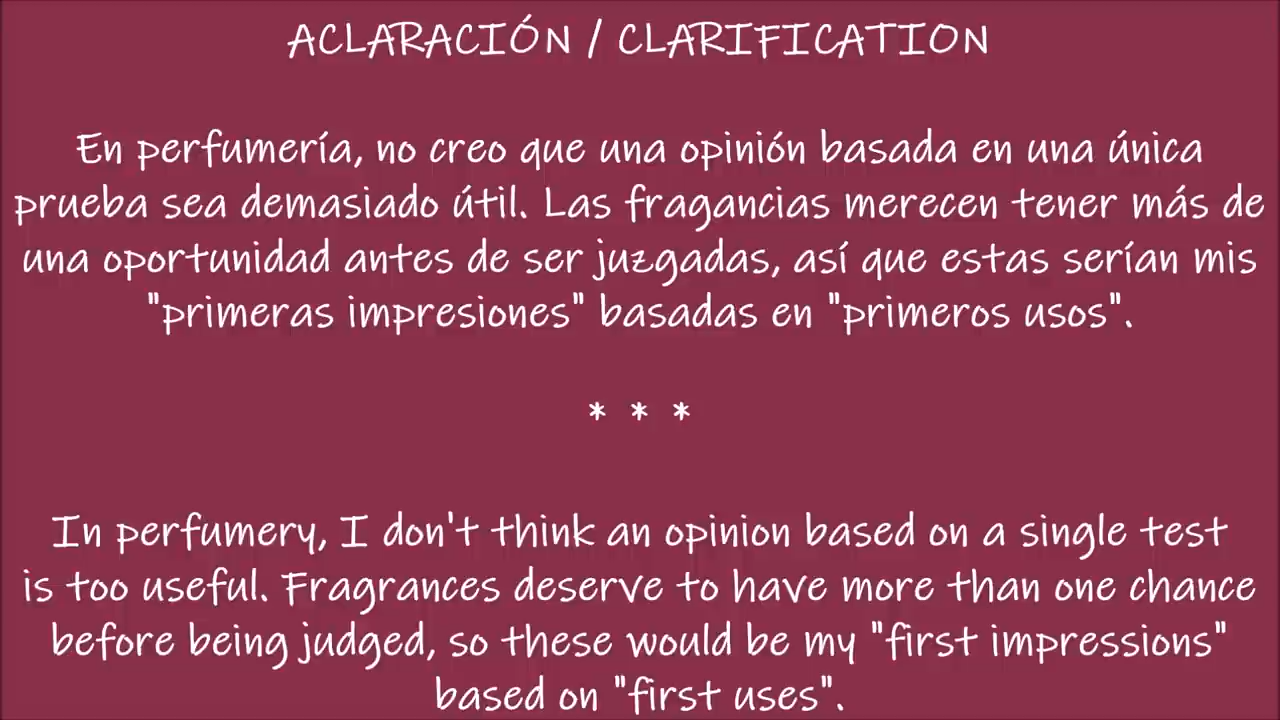 ACLARACIÓN / CLARIFICATION
En perfumería, no creo que una opinión basada en una única
prueba sea demasiado útil. Las fragancias merecen tener más de
una oportunidad antes de ser juzgadas, así que estas serían mis
"primeras impresiones" basadas en "primeros usos".
* * *
In perfumery, I don't think an opinion based on a single test
is too useful. Fragrances deserve to have more than one chance
before being judged, so these would be my "first impressions"
based on "first uses".